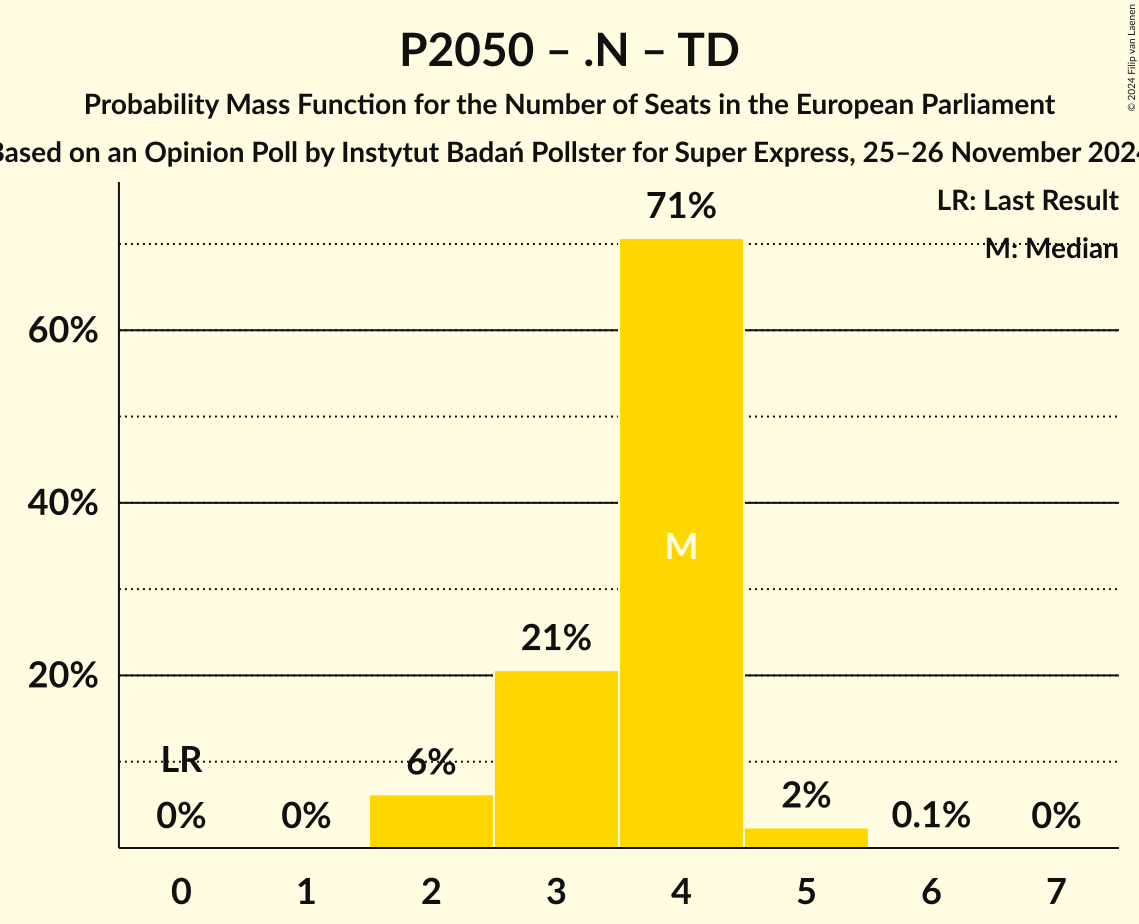 P2050 – .N – TD
Probability Mass Function for the Number of Seats in the European Parliament
Based on an Opinion Poll by Instytut Badań Pollster for Super Express, 25–26 November 2024
© 2024 Filip van Laenen
LR: Last Result
M: Median
71%
60%
40%
M
21%
20%
LR
6%
2%
0%
0%
0.1%
0%
0 1 2 3 4 5 6 7